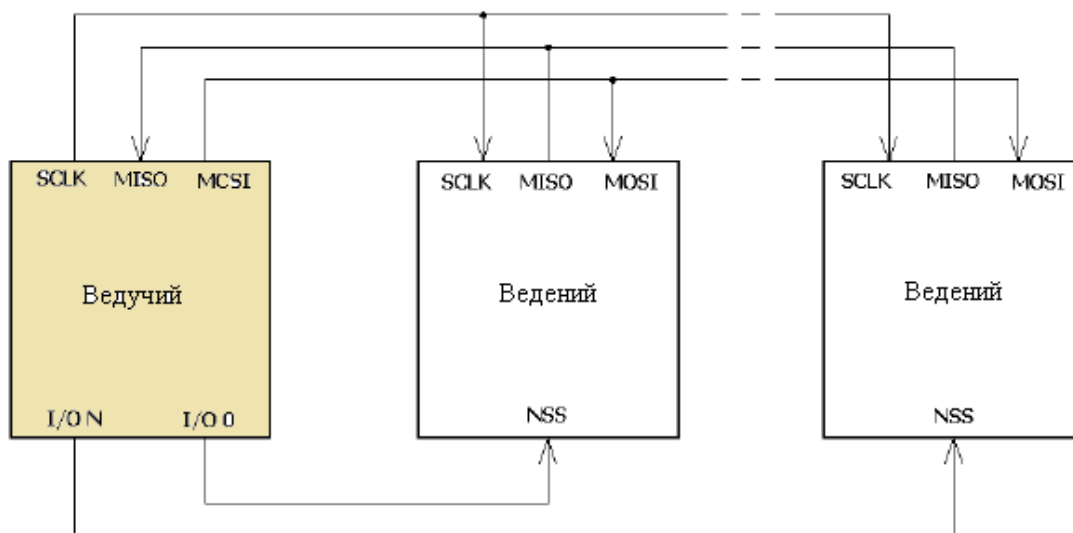 SCLK MISO MCSI
SCLK MISO MOSI
SCLK MISO MOSI
Ведучий
Ведений
Ведений
I/O N I/O 0
NSS
NSS